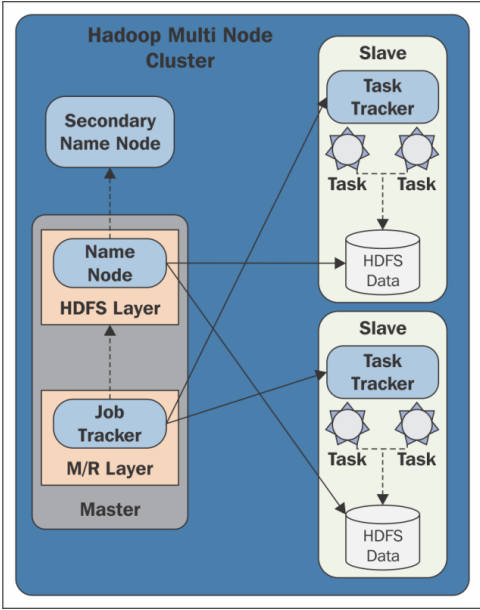 Hadoop Multi Node
Cluster
Secondary
Name Node
Name
Node
HDFS Layer
Job
Tracker
M/R Layer
Master
Slave
Task
Tracker
Task Task
HDFS
Data
Slave
Task
Tracker
Task Task
HDFS
Data